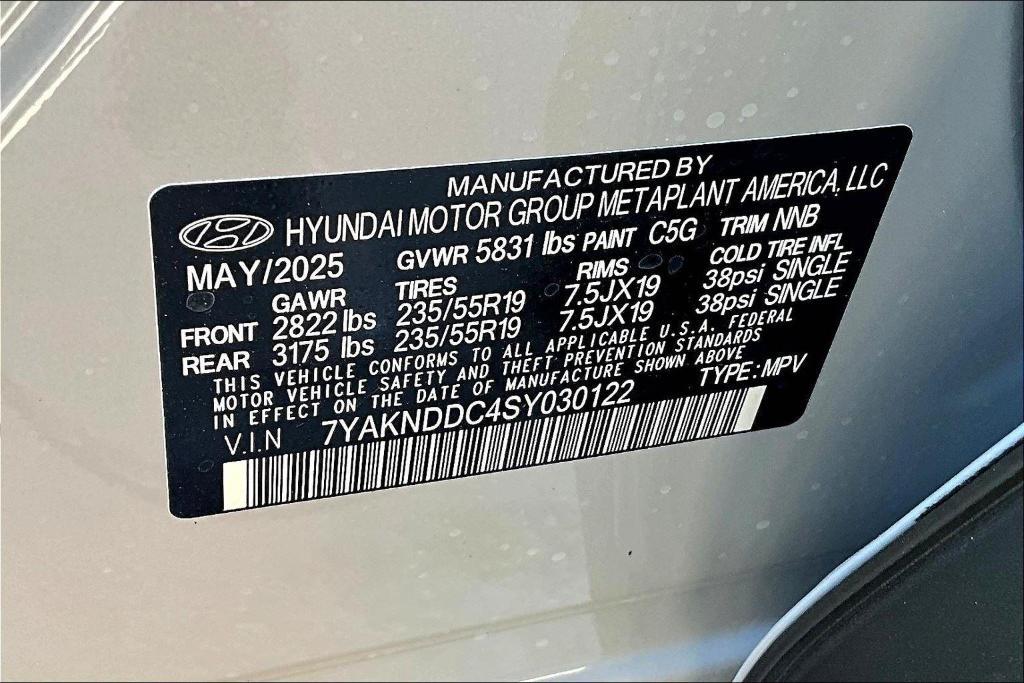 MANUFACTURED BY
HYUNDAI MOTOR GROUP METAPLANT AMERICA, LLC
MAY/2025 GVWR 5831 lbs PAINT C5G TRIM NNB
GAWR TIRES RIMS COLD TIRE INFL
FRONT 2822 lbs 235/55R19 7.5JX19 38psi SINGLE
REAR 3175 lbs 235/55R19 7.5JX19 38psi SINGLE
THIS VEHICLE CONFORMS TO ALL APPLICABLE U.S.A. FEDERAL
MOTOR VEHICLE SAFETY AND THEFT PREVENTION STANDARDS
IN EFFECT ON THE DATE OF MANUFACTURE SHOWN ABOVE
V.I.N 7YAKNDDC4SY030122 TYPE:MPV